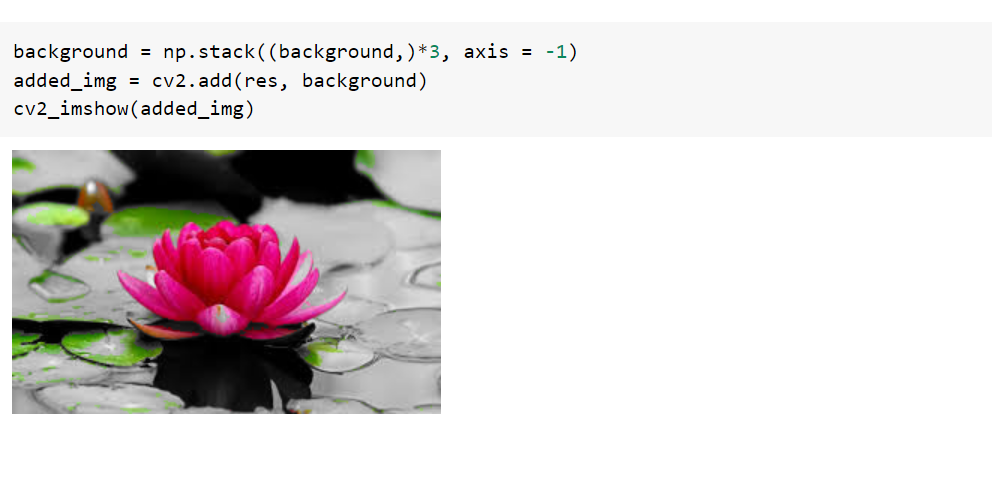 background = np.stack((background,)*3, axis = -1)
added_img = cv2.add(res, background)
cv2_imshow(added_img)